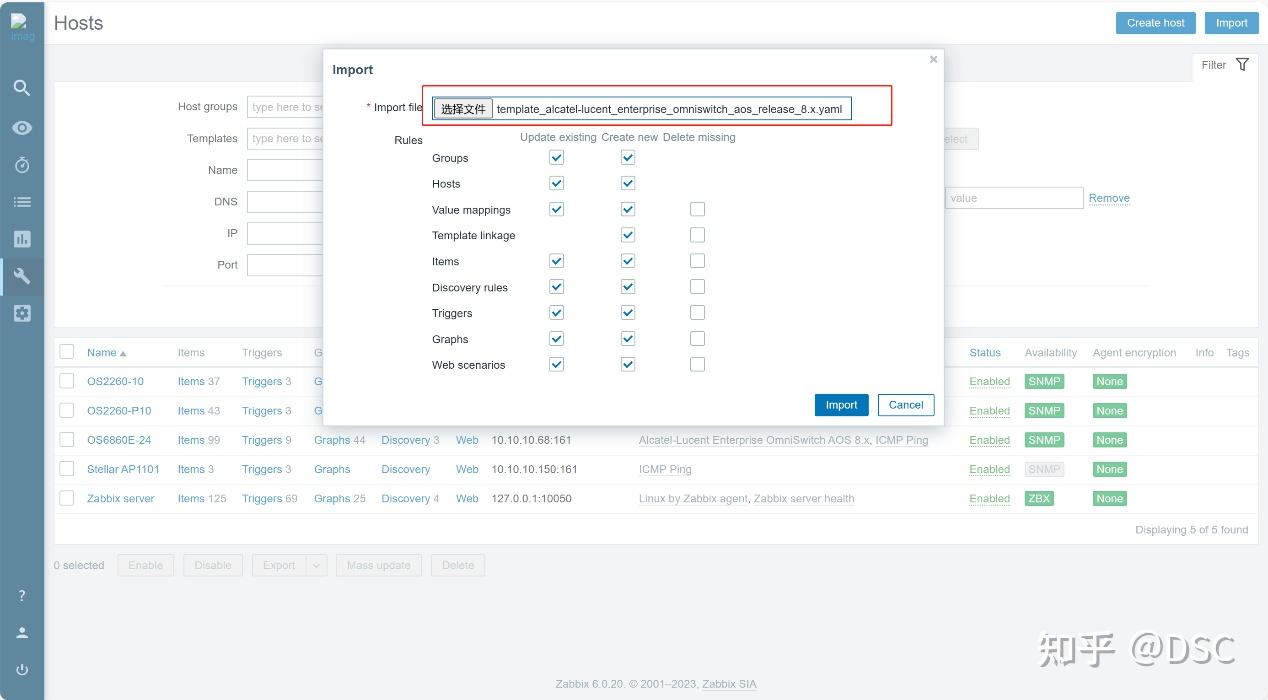 imag
Hosts
Create host
Import
Filter
Host groups
type here to se
Templates
type here to se
elect
Name
DNS
value
Remove
IP
Port
Import
* Import file
选择文件 template_alcatel-lucent_enterprise_omniswitch_aos_release_8.x.yaml
Rules
Update existing Create new Delete missing
Groups
Hosts
Value mappings
Template linkage
Items
Discovery rules
Triggers
Graphs
Web scenarios
Import
Cancel
Name Items Triggers G Status Availability Agent encryption Info Tags
OS2260-10 Items 37 Triggers 3 G Enabled SNMP None
OS2260-P10 Items 43 Triggers 3 G Enabled SNMP None
OS6860E-24 Items 99 Triggers 9 Graphs 44 Discovery 3 Web 10.10.10.68:161 Alcatel-Lucent Enterprise OmniSwitch AOS 8.x, ICMP Ping Enabled SNMP None
Stellar AP1101 Items 3 Triggers 3 Graphs Discovery Web 10.10.10.150:161 ICMP Ping Enabled SNMP None
Zabbix server Items 125 Triggers 69 Graphs 25 Discovery 4 Web 127.0.0.1:10050 Linux by Zabbix agent, Zabbix server health Enabled ZBX None
Displaying 5 of 5 found
0 selected Enable Disable Export Mass update Delete
知乎 @DSC
Zabbix 6.0.20. © 2001–2023, Zabbix SIA